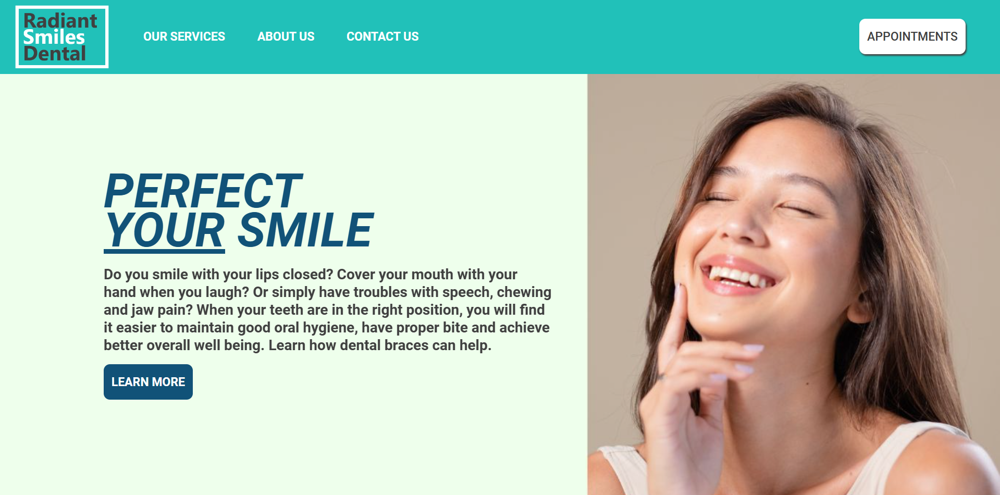 Radiant
Smiles
Dental
OUR SERVICES
ABOUT US
CONTACT US
APPOINTMENTS
PERFECT
YOUR SMILE
Do you smile with your lips closed? Cover your mouth with your
hand when you laugh? Or simply have troubles with speech, chewing
and jaw pain? When your teeth are in the right position, you will find
it easier to maintain good oral hygiene, have proper bite and achieve
better overall well being. Learn how dental braces can help.
LEARN MORE